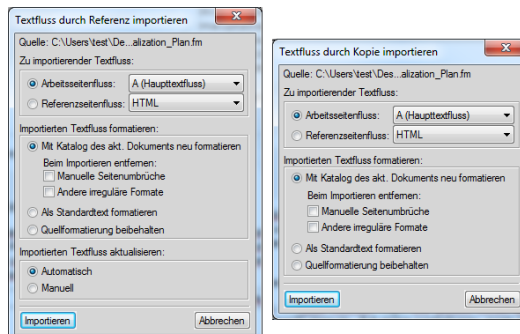 Textfluss durch Referenz importieren
Quelle: C:\Users\test\Des...alization_Plan.fm
Zu importierender Textfluss:
Arbeitsseitenfluss: A (Haupttextfluss)
Referenzseitenfluss: HTML
Importierten Textfluss formatieren:
Mit Katalog des akt. Dokuments neu formatieren
Beim Importieren entfernen:
Manuelle Seitenumbrüche
Andere irreguläre Formate
Als Standardtext formatieren
Quellformatierung beibehalten
Importierten Textfluss aktualisieren:
Automatisch
Manuell
Importieren Abbrechen
Textfluss durch Kopie importieren
Quelle: C:\Users\test\Des...alization_Plan.fm
Zu importierender Textfluss:
Arbeitsseitenfluss: A (Haupttextfluss)
Referenzseitenfluss: HTML
Importierten Textfluss formatieren:
Mit Katalog des akt. Dokuments neu formatieren
Beim Importieren entfernen:
Manuelle Seitenumbrüche
Andere irreguläre Formate
Als Standardtext formatieren
Quellformatierung beibehalten
Importieren Abbrechen